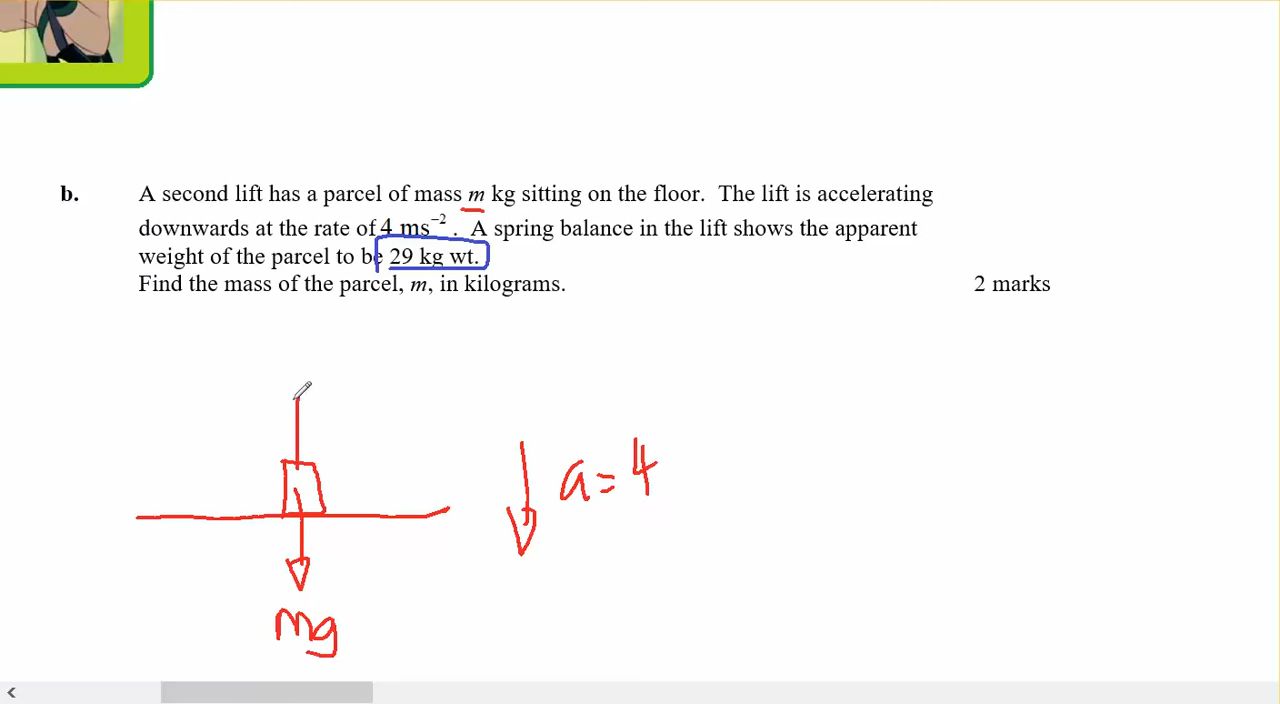 b. A second lift has a parcel of mass m kg sitting on the floor. The lift is accelerating
downwards at the rate of 4 ms⁻². A spring balance in the lift shows the apparent
weight of the parcel to be 29 kg wt.
Find the mass of the parcel, m, in kilograms. 2 marks
a = 4
mg